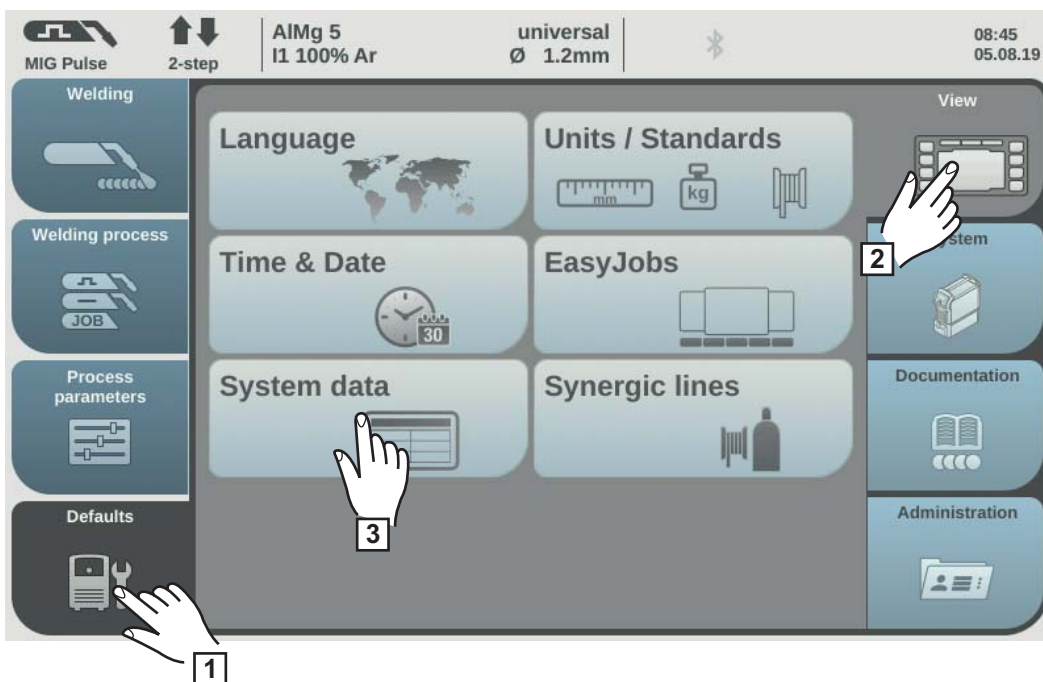 MIG Pulse
2-step
AlMg 5
I1 100% Ar
universal
Ø 1.2mm
08:45
05.08.19
Welding
Welding process
JOB
Process
parameters
Defaults
Language
Units / Standards
mm
kg
Time & Date
30
EasyJobs
System data
Synergic lines
View
stem
Documentation
Administration
1
2
3